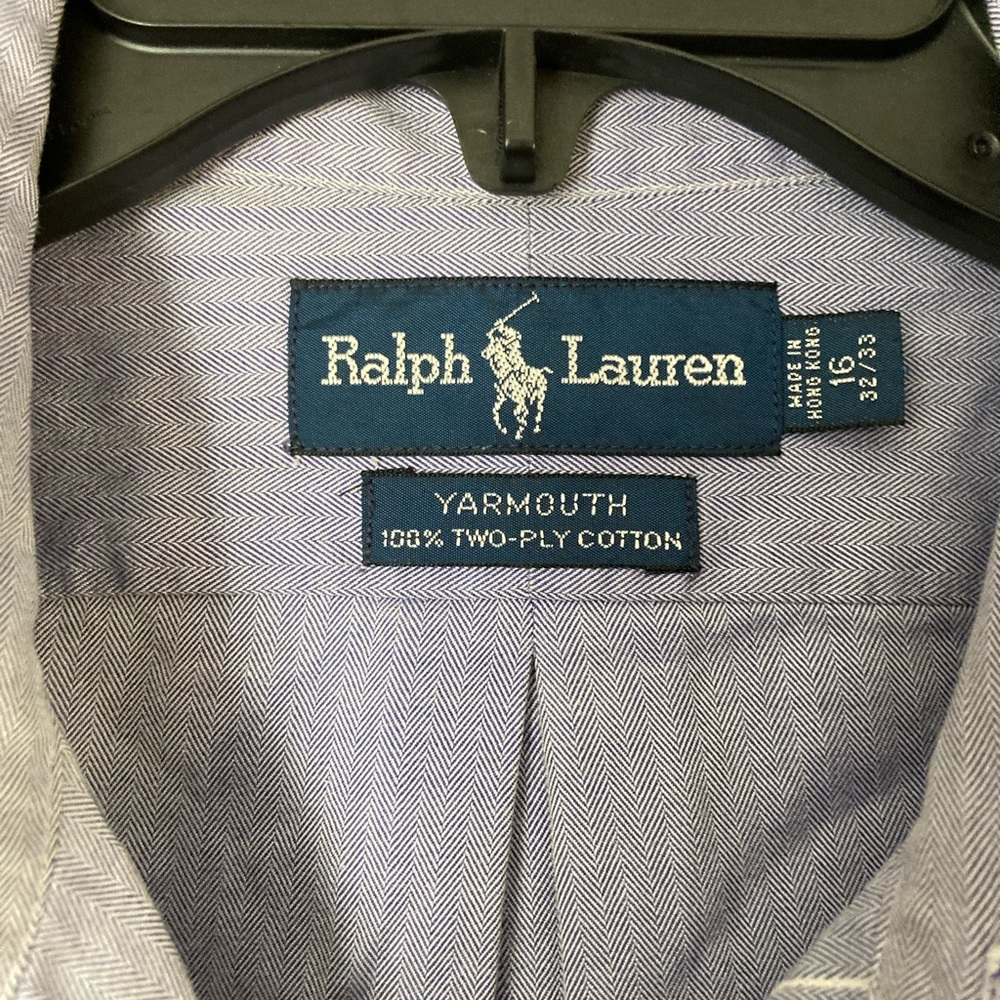 Ralph Lauren
MADE IN
HONG KONG
16
32/33
YARMOUTH
100% TWO-PLY COTTON